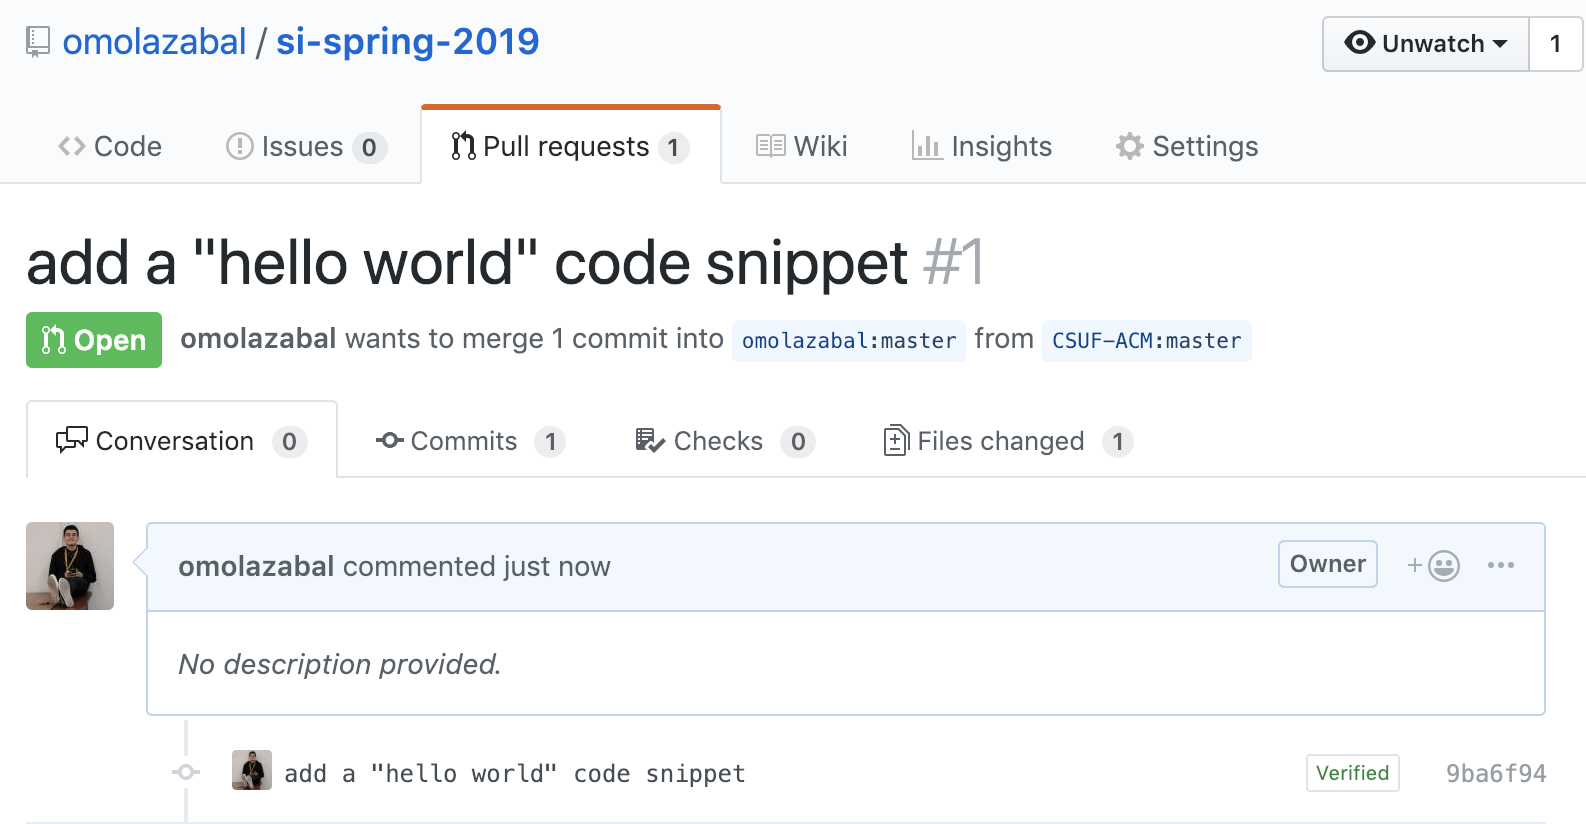 omolazabal / si-spring-2019
Unwatch 1
Code Issues 0 Pull requests 1 Wiki Insights Settings
add a "hello world" code snippet #1
Open omolazabal wants to merge 1 commit into omolazabal:master from CSUF-ACM:master
Conversation 0 Commits 1 Checks 0 Files changed 1
omolazabal commented just now Owner
No description provided.
add a "hello world" code snippet Verified 9ba6f94